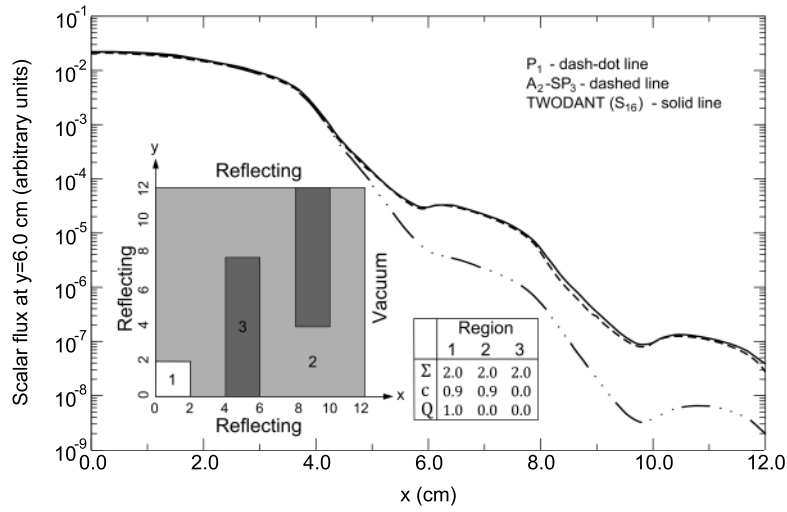 10⁻¹
10⁻²
10⁻³
10⁻⁴
10⁻⁵
10⁻⁶
10⁻⁷
10⁻⁸
10⁻⁹
Scalar flux at y=6.0 cm (arbitrary units)
P₁ - dash-dot line
A₂-SP₃ - dashed line
TWODANT (S₁₆) - solid line
y
Reflecting
12
10
8
6
4
2
0
Reflecting
Vacuum
1
3
2
0 2 4 6 8 10 12
x
Reflecting
Region
1 2 3
Σ 2.0 2.0 2.0
c 0.9 0.9 0.0
Q 1.0 0.0 0.0
0.0 2.0 4.0 6.0 8.0 10.0 12.0
x (cm)